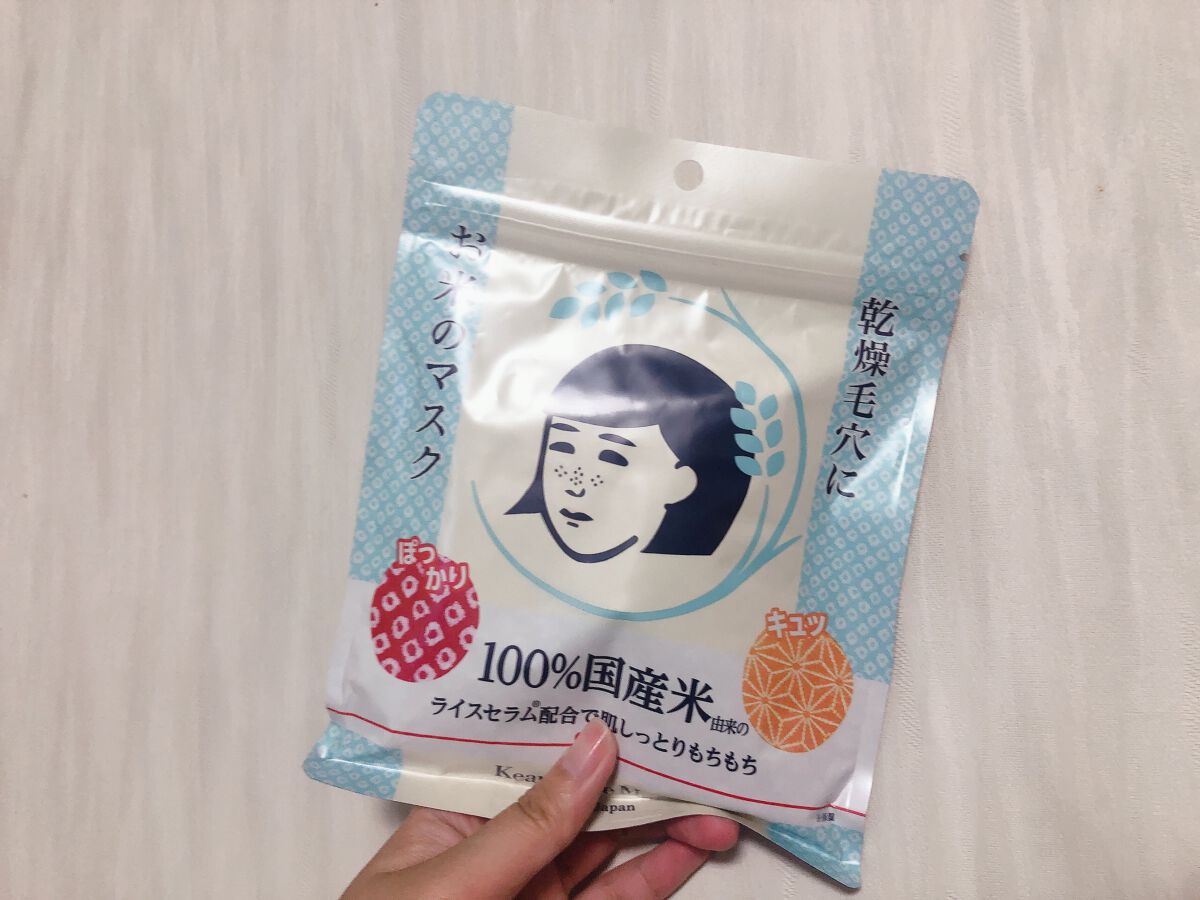 お米のマスク
乾燥毛穴に
ぽっ
かり
キュッ
100%国産米由来の
ライスセラム®配合で肌しっとりもちもち
Japan